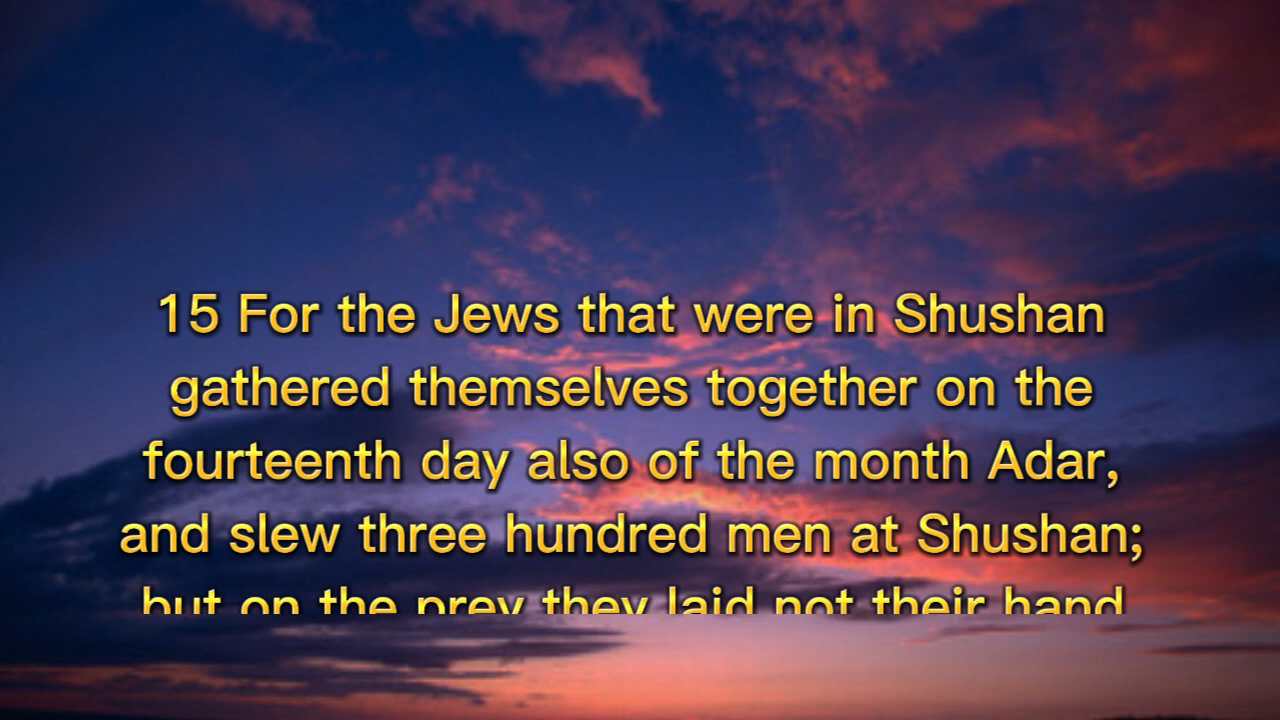 15 For the Jews that were in Shushan
gathered themselves together on the
fourteenth day also of the month Adar,
and slew three hundred men at Shushan;
but on the prey they laid not their hand